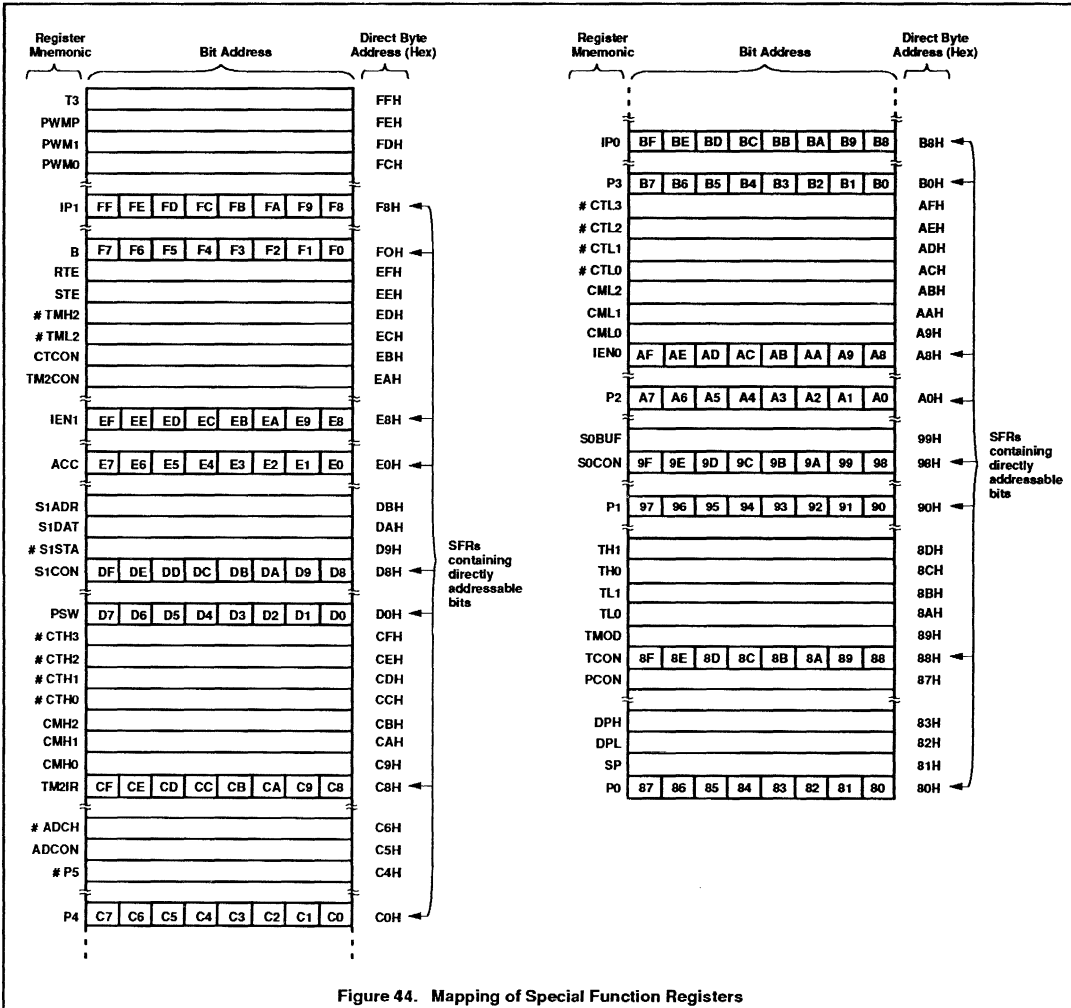 Register Mnemonic Bit Address Direct Byte Address (Hex)
T3 FFH
PWMP FEH
PWM1 FDH
PWM0 FCH
IP1 FF FE FD FC FB FA F9 F8 F8H
B F7 F6 F5 F4 F3 F2 F1 F0 FOH
RTE EFH
STE EEH
# TMH2 EDH
# TML2 ECH
CTCON EBH
TM2CON EAH
IEN1 EF EE ED EC EB EA E9 E8 E8H
ACC E7 E6 E5 E4 E3 E2 E1 E0 E0H
S1ADR DBH
S1DAT DAH
# S1STA D9H
S1CON DF DE DD DC DB DA D9 D8 D8H
PSW D7 D6 D5 D4 D3 D2 D1 D0 D0H
# CTH3 CFH
# CTH2 CEH
# CTH1 CDH
# CTH0 CCH
CMH2 CBH
CMH1 CAH
CMH0 C9H
TM2IR CF CE CD CC CB CA C9 C8 C8H
# ADCH C6H
ADCON C5H
# P5 C4H
P4 C7 C6 C5 C4 C3 C2 C1 C0 C0H
SFRs
containing
directly
addressable
bits
Register Mnemonic Bit Address Direct Byte Address (Hex)
IP0 BF BE BD BC BB BA B9 B8 B8H
P3 B7 B6 B5 B4 B3 B2 B1 B0 B0H
# CTL3 AFH
# CTL2 AEH
# CTL1 ADH
# CTL0 ACH
CML2 ABH
CML1 AAH
CML0 A9H
IEN0 AF AE AD AC AB AA A9 A8 A8H
P2 A7 A6 A5 A4 A3 A2 A1 A0 A0H
S0BUF 99H
S0CON 9F 9E 9D 9C 9B 9A 99 98 98H
P1 97 96 95 94 93 92 91 90 90H
TH1 8DH
TH0 8CH
TL1 8BH
TL0 8AH
TMOD 89H
TCON 8F 8E 8D 8C 8B 8A 89 88 88H
PCON 87H
DPH 83H
DPL 82H
SP 81H
P0 87 86 85 84 83 82 81 80 80H
SFRs
containing
directly
addressable
bits
Figure 44. Mapping of Special Function Registers